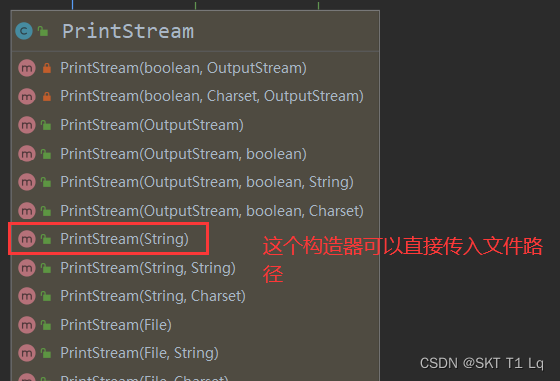 PrintStream
PrintStream(boolean, OutputStream)
PrintStream(boolean, Charset, OutputStream)
PrintStream(OutputStream)
PrintStream(OutputStream, boolean)
PrintStream(OutputStream, boolean, String)
PrintStream(OutputStream, boolean, Charset)
PrintStream(String)
这个构造器可以直接传入文件路
径
PrintStream(String, String)
PrintStream(String, Charset)
PrintStream(File)
PrintStream(File, String)
PrintStream(File, Charset)
CSDN @SKT T1 Lq